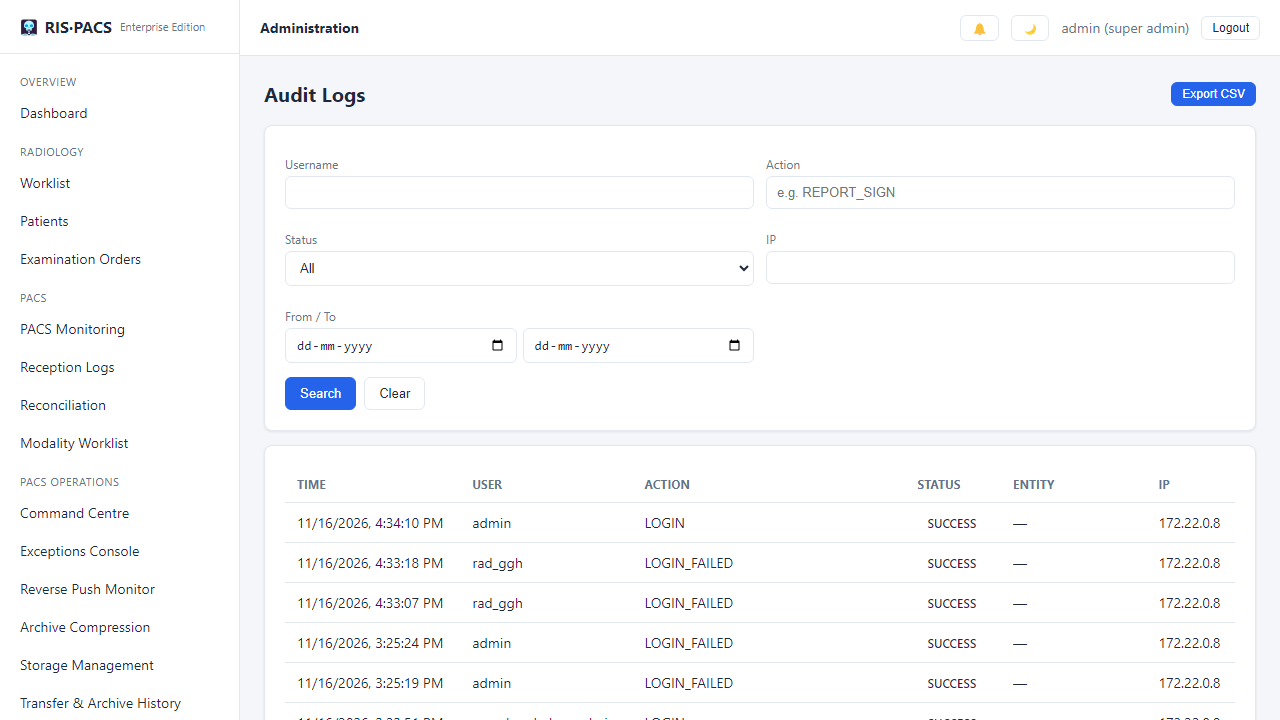 RIS·PACS Enterprise Edition
OVERVIEW
Dashboard
RADIOLOGY
Worklist
Patients
Examination Orders
PACS
PACS Monitoring
Reception Logs
Reconciliation
Modality Worklist
PACS OPERATIONS
Command Centre
Exceptions Console
Reverse Push Monitor
Archive Compression
Storage Management
Transfer & Archive History
Administration
admin (super admin) Logout
Audit Logs
Export CSV
Username Action
e.g. REPORT_SIGN
Status IP
All
From / To
dd-mm-yyyy dd-mm-yyyy
Search Clear
TIME USER ACTION STATUS ENTITY IP
11/16/2026, 4:34:10 PM admin LOGIN SUCCESS — 172.22.0.8
11/16/2026, 4:33:18 PM rad_ggh LOGIN_FAILED SUCCESS — 172.22.0.8
11/16/2026, 4:33:07 PM rad_ggh LOGIN_FAILED SUCCESS — 172.22.0.8
11/16/2026, 3:25:24 PM admin LOGIN_FAILED SUCCESS — 172.22.0.8
11/16/2026, 3:25:19 PM admin LOGIN_FAILED SUCCESS — 172.22.0.8